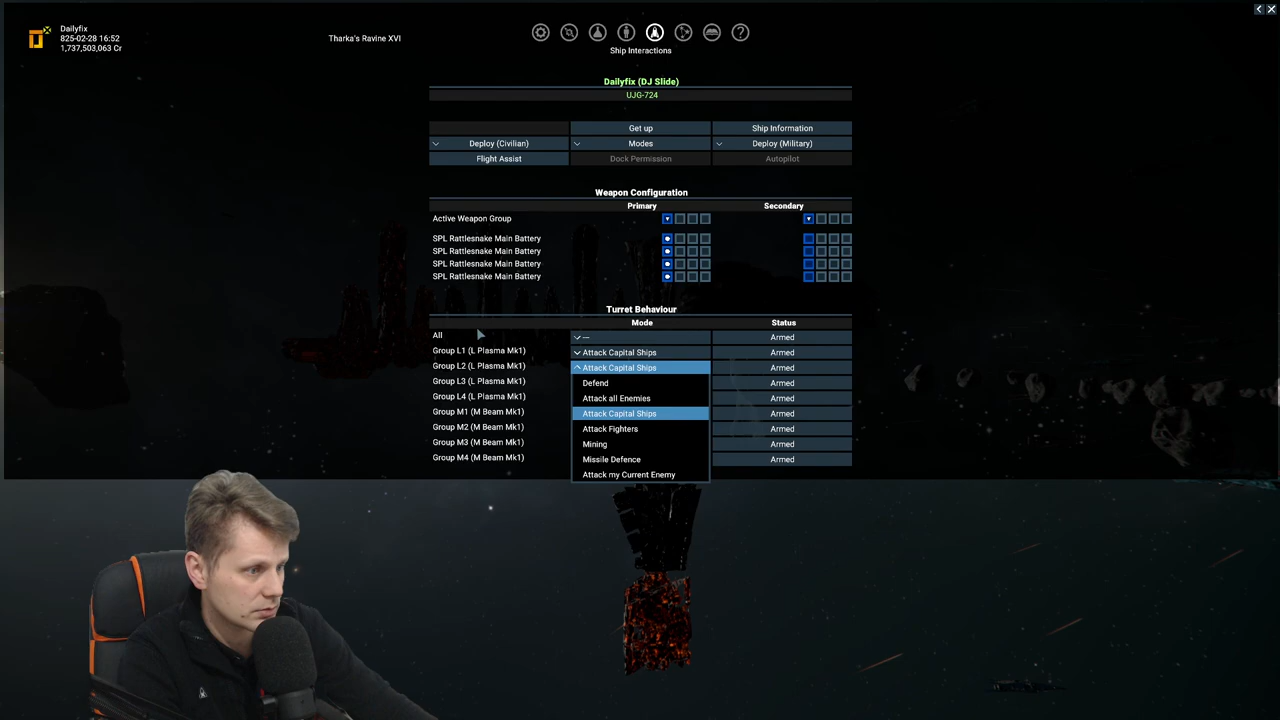 Dailyfix
825-02-28 16:52
1,737,503,063 Cr
Tharka's Ravine XVI
Ship Interactions
Dailyfix (DJ Slide)
UJG-724
Get up
Ship Information
Deploy (Civilian)
Modes
Deploy (Military)
Flight Assist
Dock Permission
Autopilot
Weapon Configuration
Primary
Secondary
Active Weapon Group
SPL Rattlesnake Main Battery
SPL Rattlesnake Main Battery
SPL Rattlesnake Main Battery
SPL Rattlesnake Main Battery
Turret Behaviour
Mode
Status
All
—
Armed
Group L1 (L Plasma Mk1)
Attack Capital Ships
Armed
Group L2 (L Plasma Mk1)
Attack Capital Ships
Armed
Group L3 (L Plasma Mk1)
Defend
Armed
Group L4 (L Plasma Mk1)
Attack all Enemies
Armed
Group M1 (M Beam Mk1)
Attack Capital Ships
Armed
Group M2 (M Beam Mk1)
Attack Fighters
Armed
Group M3 (M Beam Mk1)
Mining
Armed
Group M4 (M Beam Mk1)
Missile Defence
Armed
Attack my Current Enemy